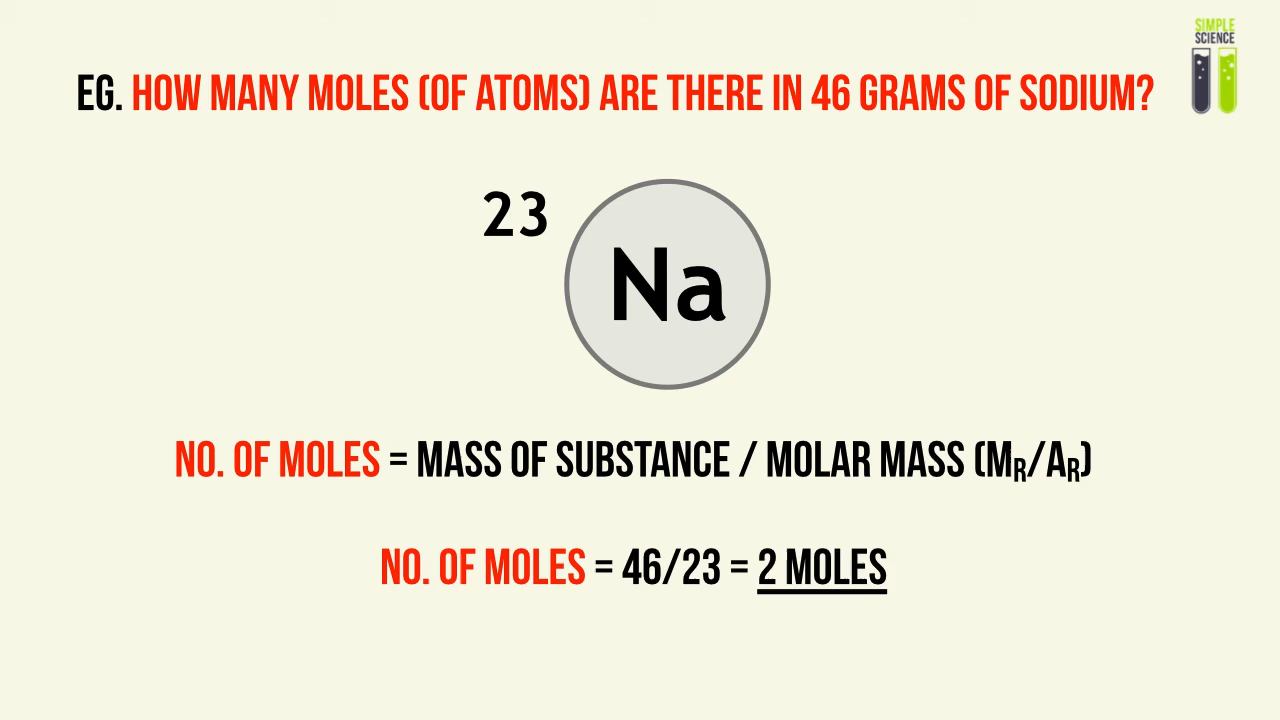 SIMPLE
SCIENCE
EG. HOW MANY MOLES (OF ATOMS) ARE THERE IN 46 GRAMS OF SODIUM?
23
Na
NO. OF MOLES = MASS OF SUBSTANCE / MOLAR MASS (MR/AR)
NO. OF MOLES = 46/23 = 2 MOLES